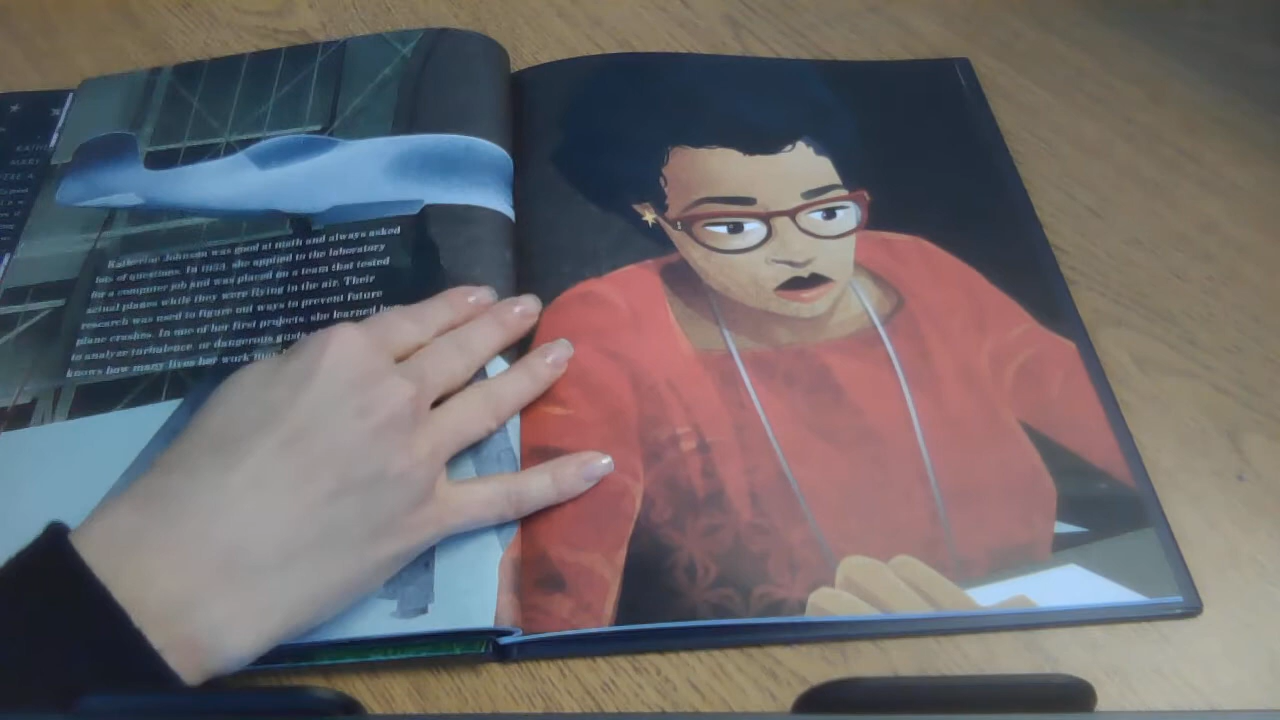 Katherine Johnson was good at math and always asked
lots of questions. In 1953, she applied to the laboratory
for a computer job and was placed on a team that tested
actual planes while they were flying in the air. Their
research was used to figure out ways to prevent future
plane crashes. In one of her first projects, she learned
to analyze turbulence, or dangerous gusts
knows how many lives her work